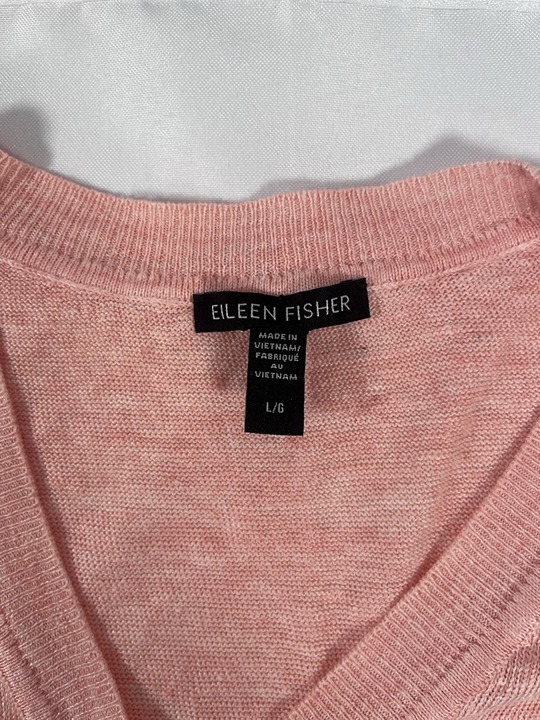 EILEEN FISHER
MADE IN
VIETNAM/
FABRIQUÉ
AU
VIETNAM
L/G